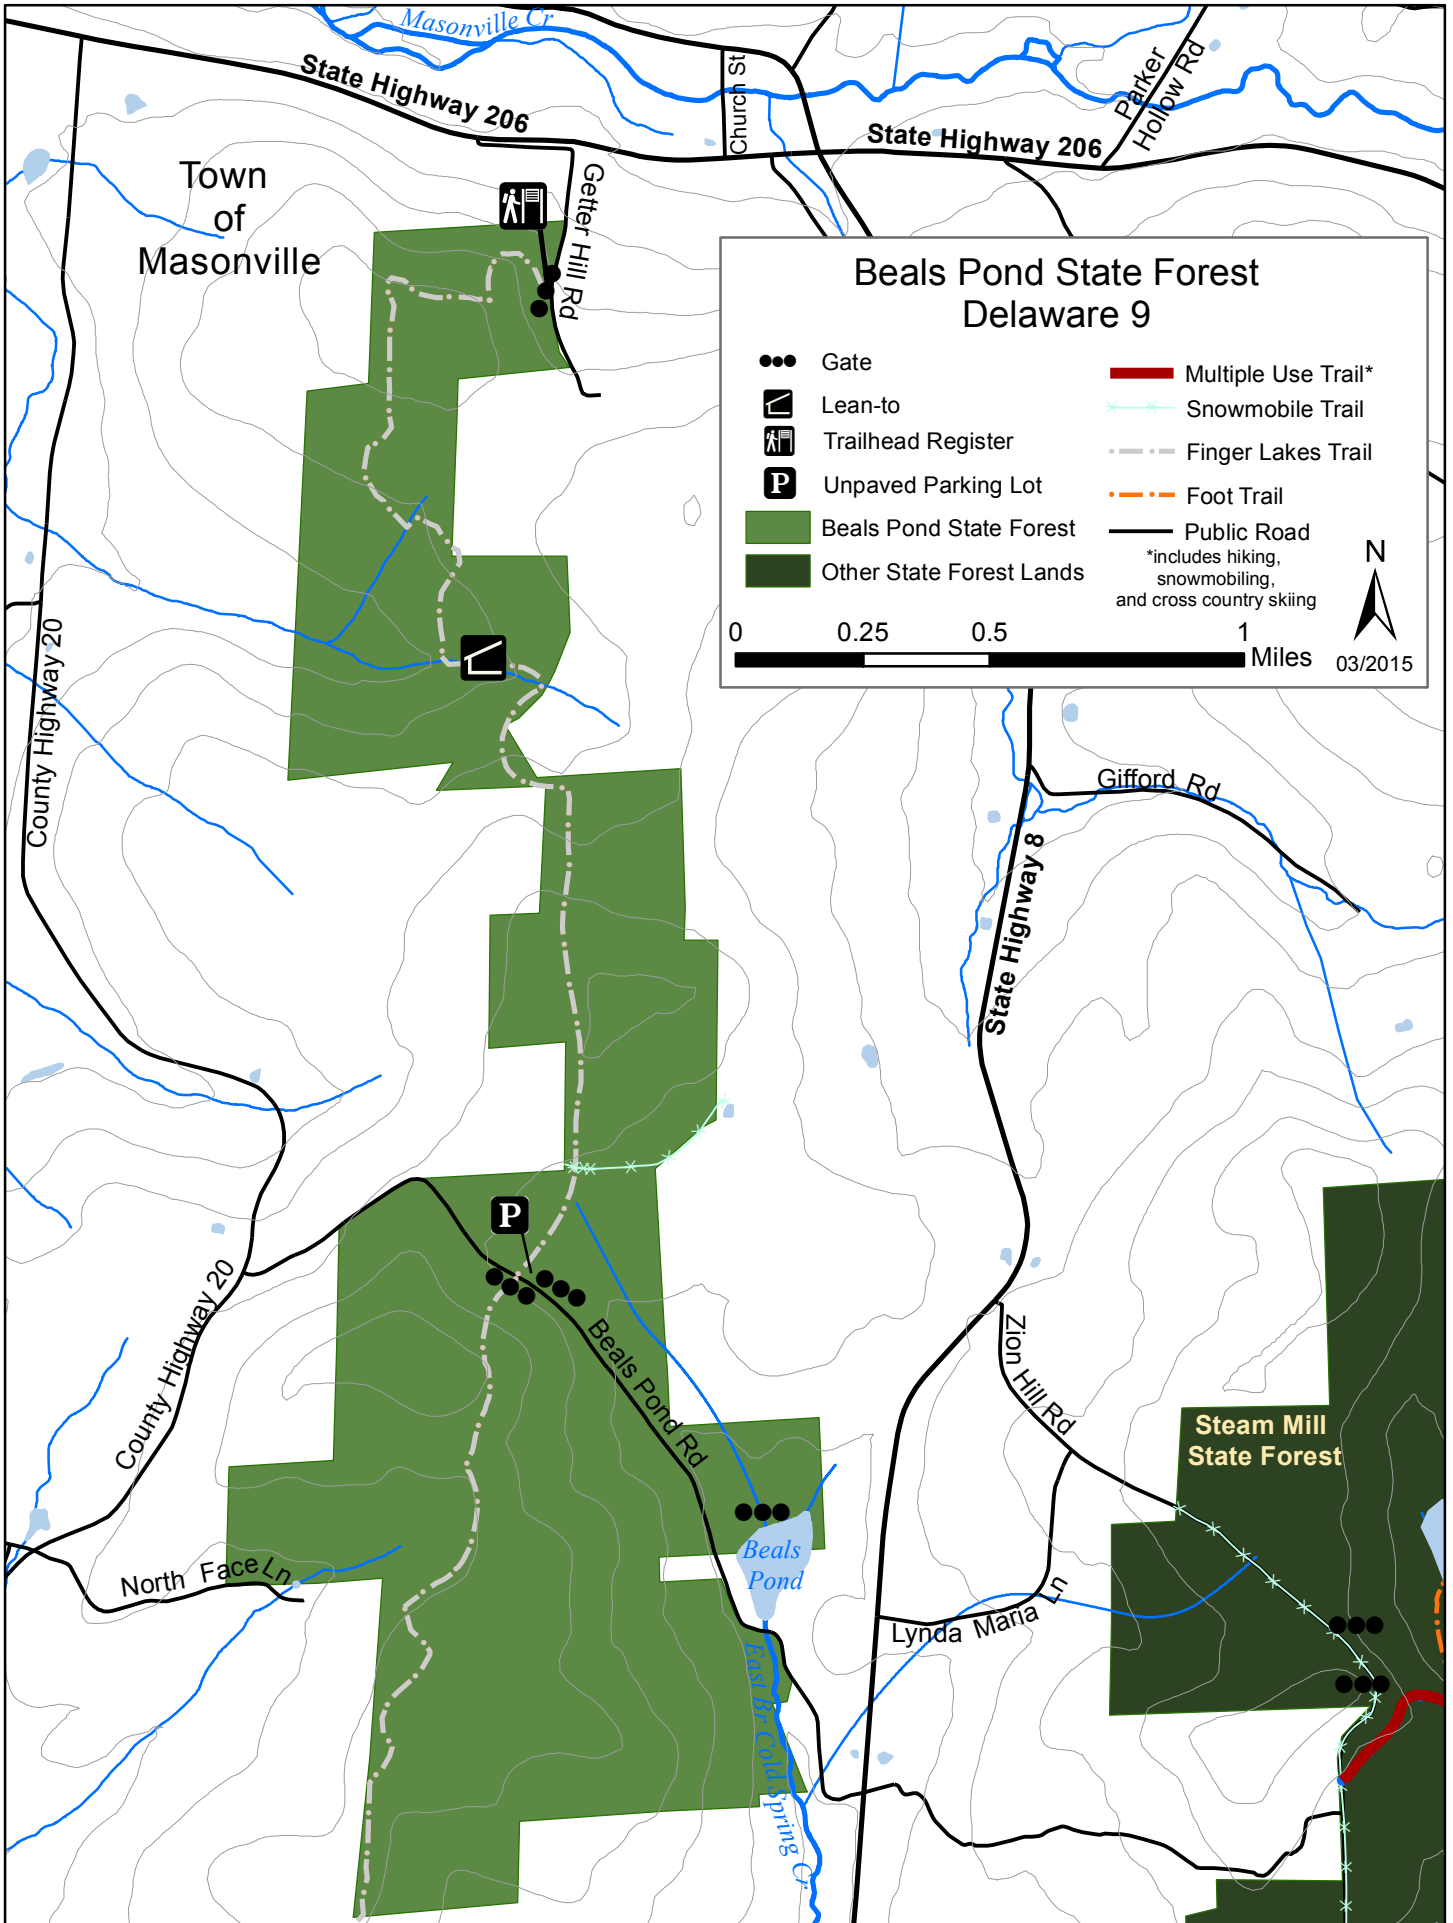 Masonville Cr
State Highway 206
Church St
Parker
Hollow Rd
State Highway 206
Town
of
Masonville
Getter Hill Rd
Beals Pond State Forest
Delaware 9
Gate
Lean-to
Trailhead Register
P
Unpaved Parking Lot
Beals Pond State Forest
Other State Forest Lands
Multiple Use Trail*
Snowmobile Trail
Finger Lakes Trail
Foot Trail
Public Road
*includes hiking,
snowmobiling,
and cross country skiing
N
0 0.25 0.5 1
Miles
03/2015
County Highway 20
Gifford Rd
State Highway 8
P
County Highway 20
Beals Pond Rd
Zion Hill Rd
Steam Mill
State Forest
Beals
Pond
North Face Ln
Lynda Maria Ln
East Br Cold Spring Cr